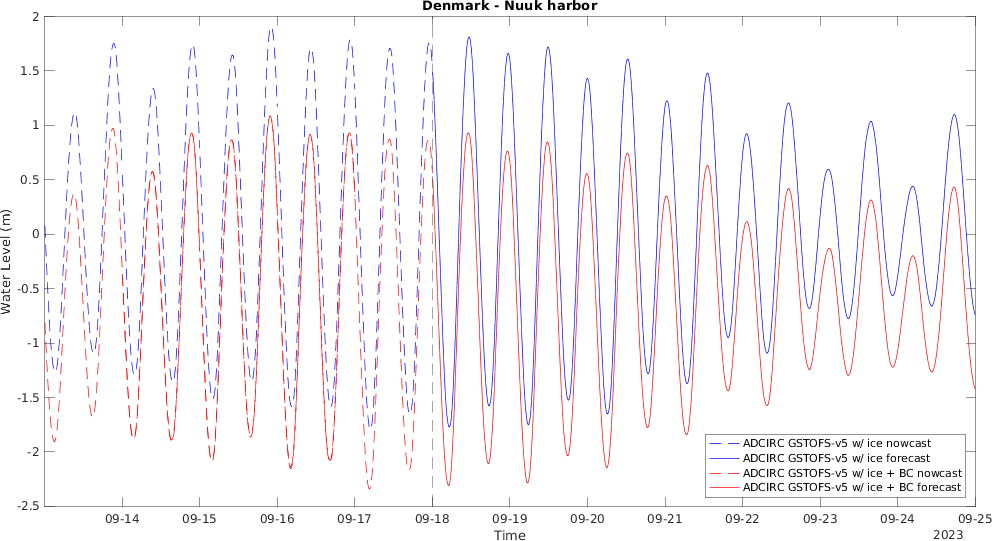 Denmark - Nuuk harbor
2
1.5
1
0.5
0
-0.5
-1
-1.5
-2
-2.5
Water Level (m)
ADCIRC GSTOFS-v5 w/ ice nowcast
ADCIRC GSTOFS-v5 w/ ice forecast
ADCIRC GSTOFS-v5 w/ ice + BC nowcast
ADCIRC GSTOFS-v5 w/ ice + BC forecast
09-14 09-15 09-16 09-17 09-18 09-19 09-20 09-21 09-22 09-23 09-24 09-25
Time
2023